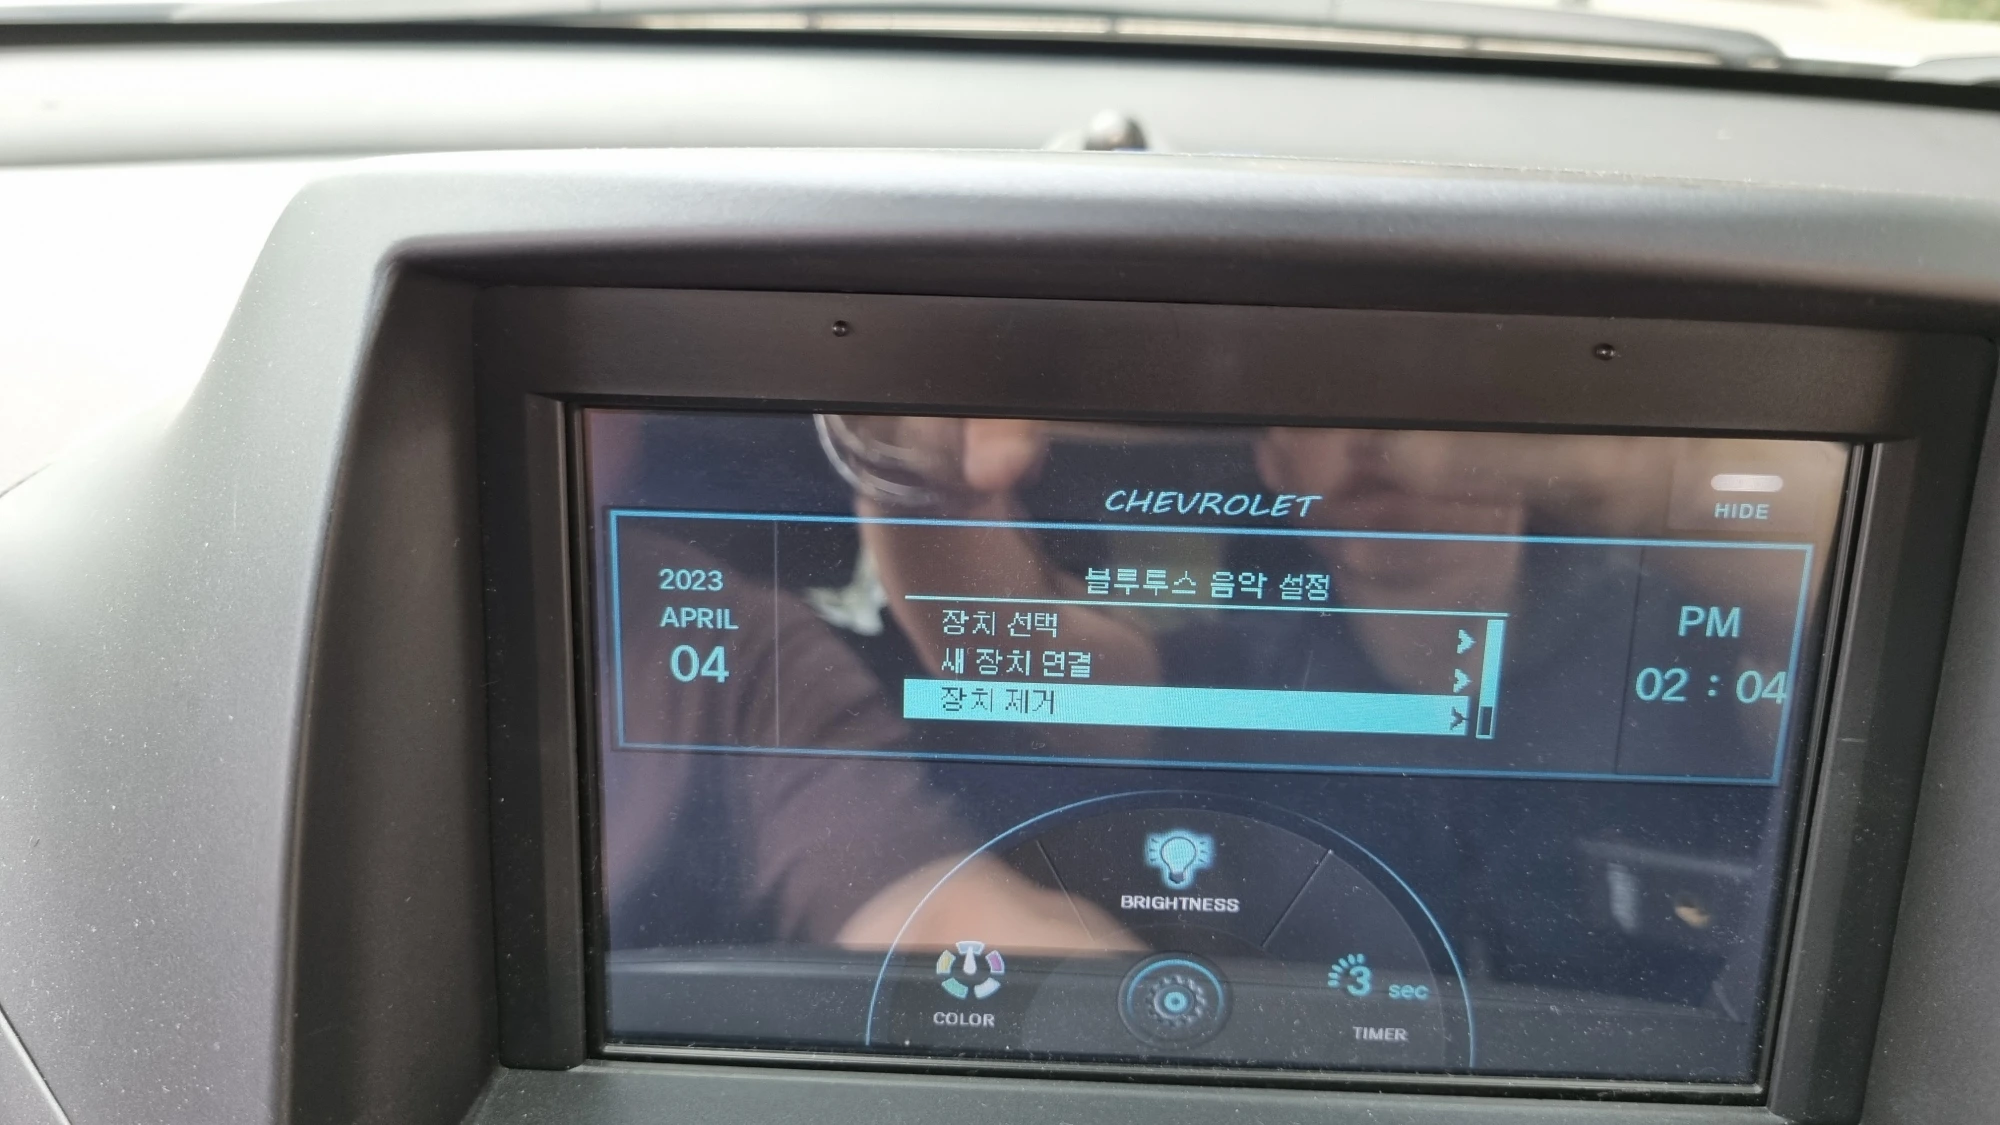 CHEVROLET
HIDE
2023
APRIL
04
블루투스 음악 설정
장치 선택
새 장치 연결
장치 제거
PM
02 : 04
BRIGHTNESS
COLOR
3 sec
TIMER